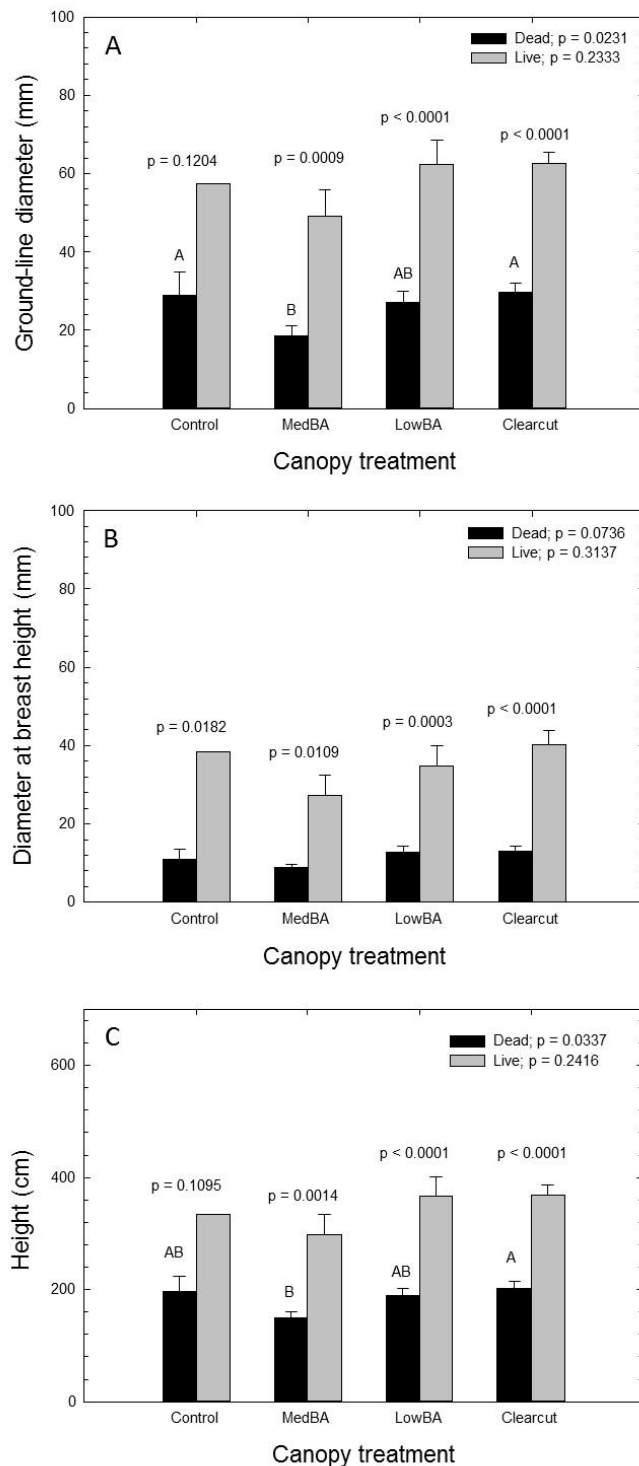 100
A
Dead; p = 0.0231
Live; p = 0.2333
80
p < 0.0001
p < 0.0001
p = 0.1204
p = 0.0009
60
Ground-line diameter (mm)
40
A
AB
A
B
20
0
Control MedBA LowBA Clearcut
Canopy treatment
100
B
Dead; p = 0.0736
Live; p = 0.3137
80
60
Diameter at breast height (mm)
p < 0.0001
p = 0.0182
p = 0.0003
p = 0.0109
40
20
0
Control MedBA LowBA Clearcut
Canopy treatment
C
Dead; p = 0.0337
Live; p = 0.2416
600
Height (cm)
p < 0.0001
p < 0.0001
p = 0.1095
p = 0.0014
400
AB
B
AB
A
200
0
Control MedBA LowBA Clearcut
Canopy treatment